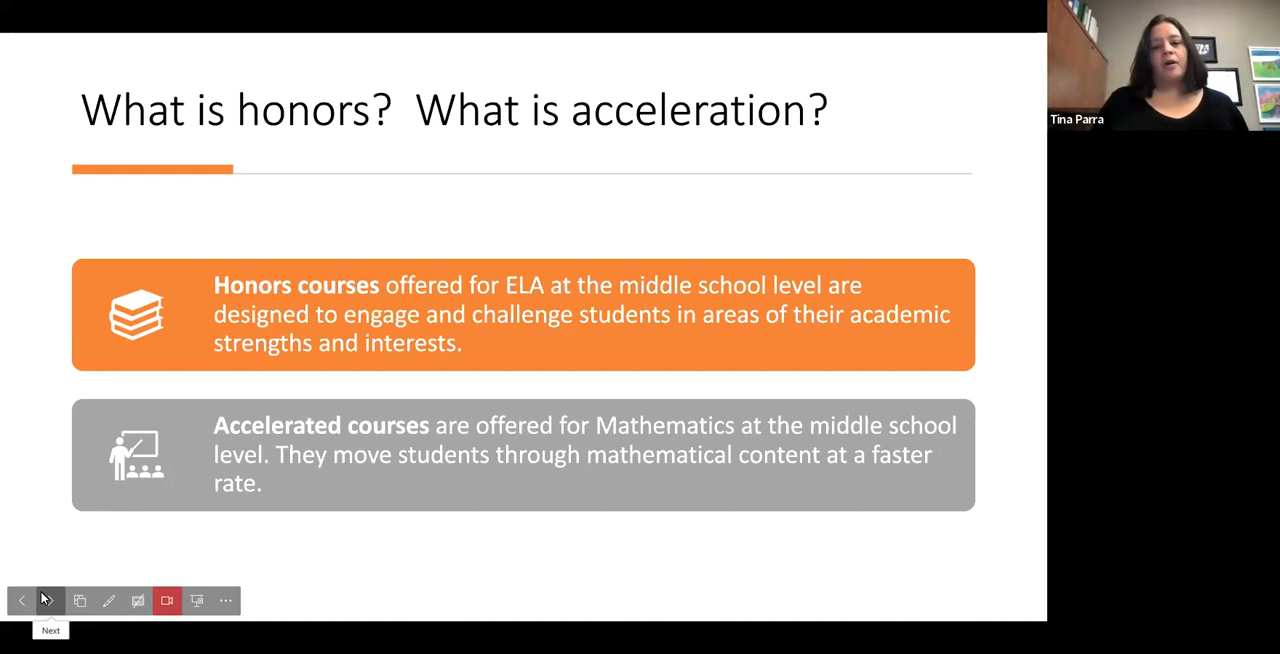 What is honors?  What is acceleration?
Tina Parra
Honors courses offered for ELA at the middle school level are
designed to engage and challenge students in areas of their academic
strengths and interests.
Accelerated courses are offered for Mathematics at the middle school
level. They move students through mathematical content at a faster
rate.
Next